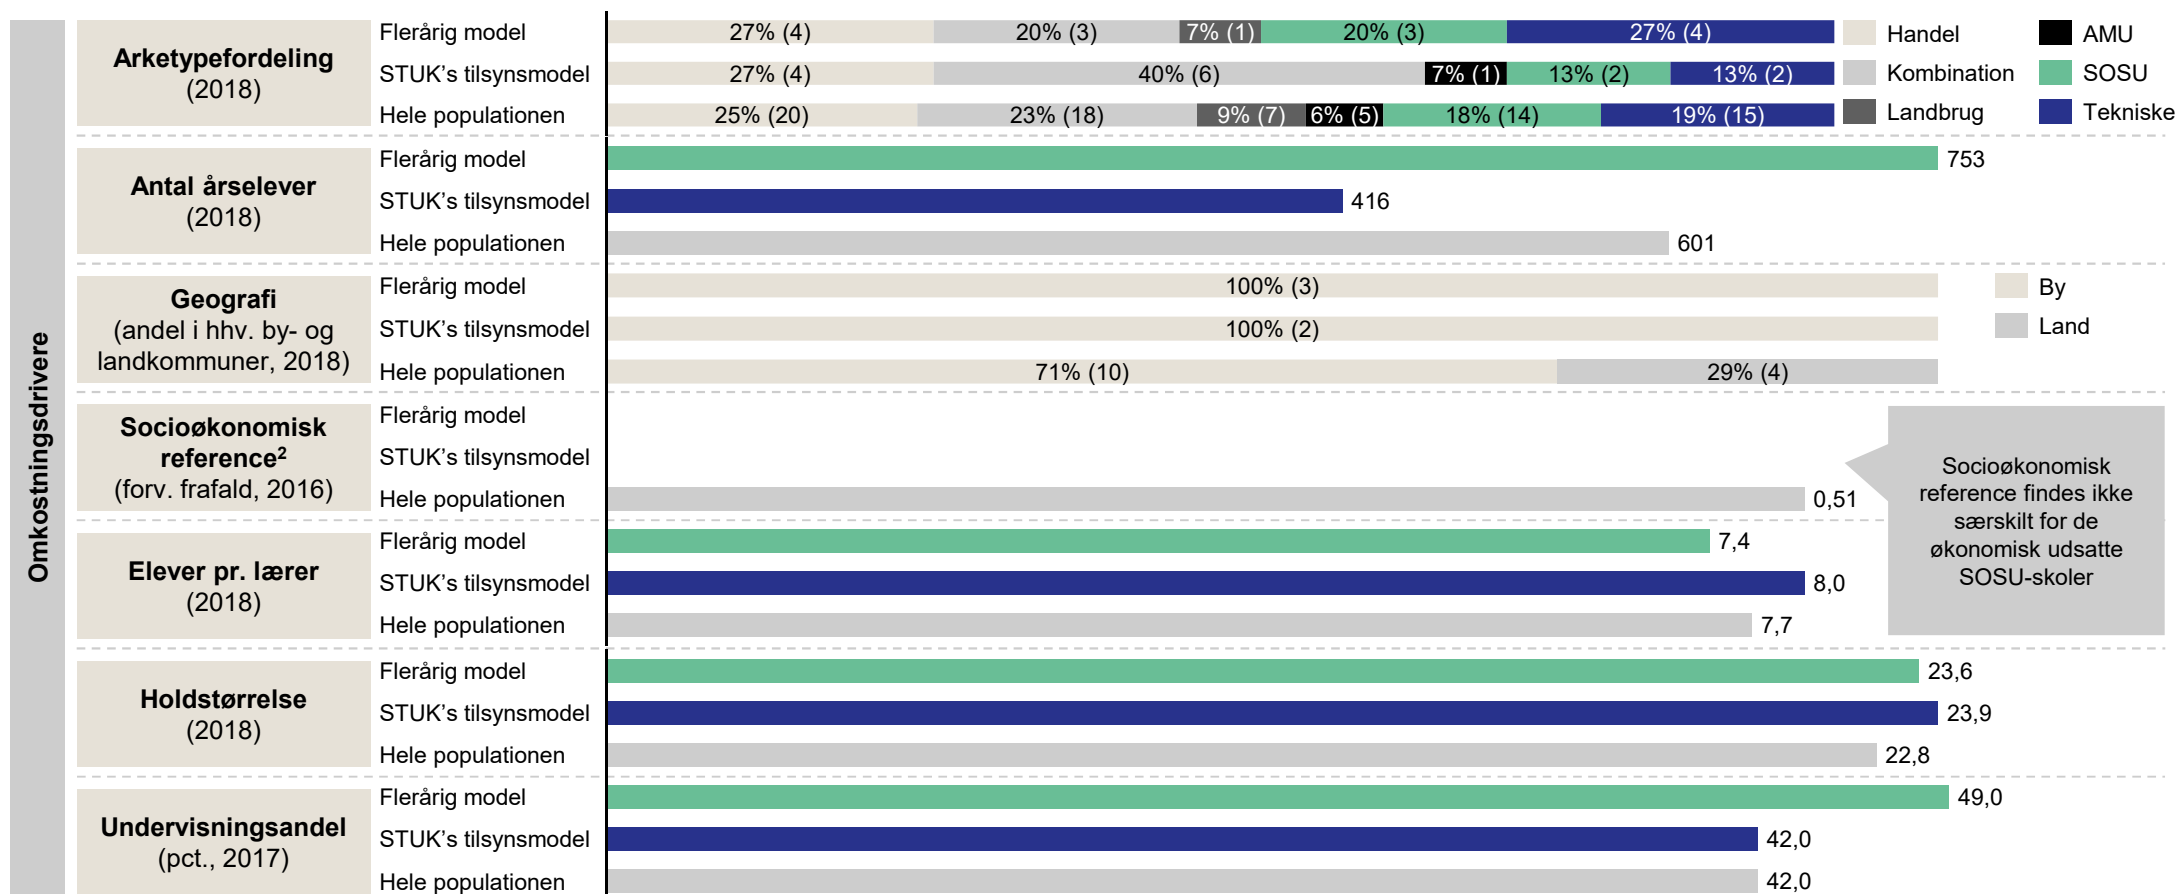 Omkostningsdrivere
Arketypefordeling
(2018)
Flerårig model
27% (4)
20% (3)
7% (1)
20% (3)
27% (4)
STUK's tilsynsmodel
27% (4)
40% (6)
7% (1)
13% (2)
13% (2)
Hele populationen
25% (20)
23% (18)
9% (7)
6% (5)
18% (14)
19% (15)
Handel
AMU
Kombination
SOSU
Landbrug
Tekniske
Antal årselever
(2018)
Flerårig model
753
STUK's tilsynsmodel
416
Hele populationen
601
Geografi
(andel i hhv. by- og
landkommuner, 2018)
Flerårig model
100% (3)
STUK's tilsynsmodel
100% (2)
Hele populationen
71% (10)
29% (4)
By
Land
Socioøkonomisk
reference²
(forv. frafald, 2016)
Flerårig model
STUK's tilsynsmodel
Hele populationen
0,51
Socioøkonomisk
reference findes ikke
særskilt for de
økonomisk udsatte
SOSU-skoler
Elever pr. lærer
(2018)
Flerårig model
7,4
STUK's tilsynsmodel
8,0
Hele populationen
7,7
Holdstørrelse
(2018)
Flerårig model
23,6
STUK's tilsynsmodel
23,9
Hele populationen
22,8
Undervisningsandel
(pct., 2017)
Flerårig model
49,0
STUK's tilsynsmodel
42,0
Hele populationen
42,0